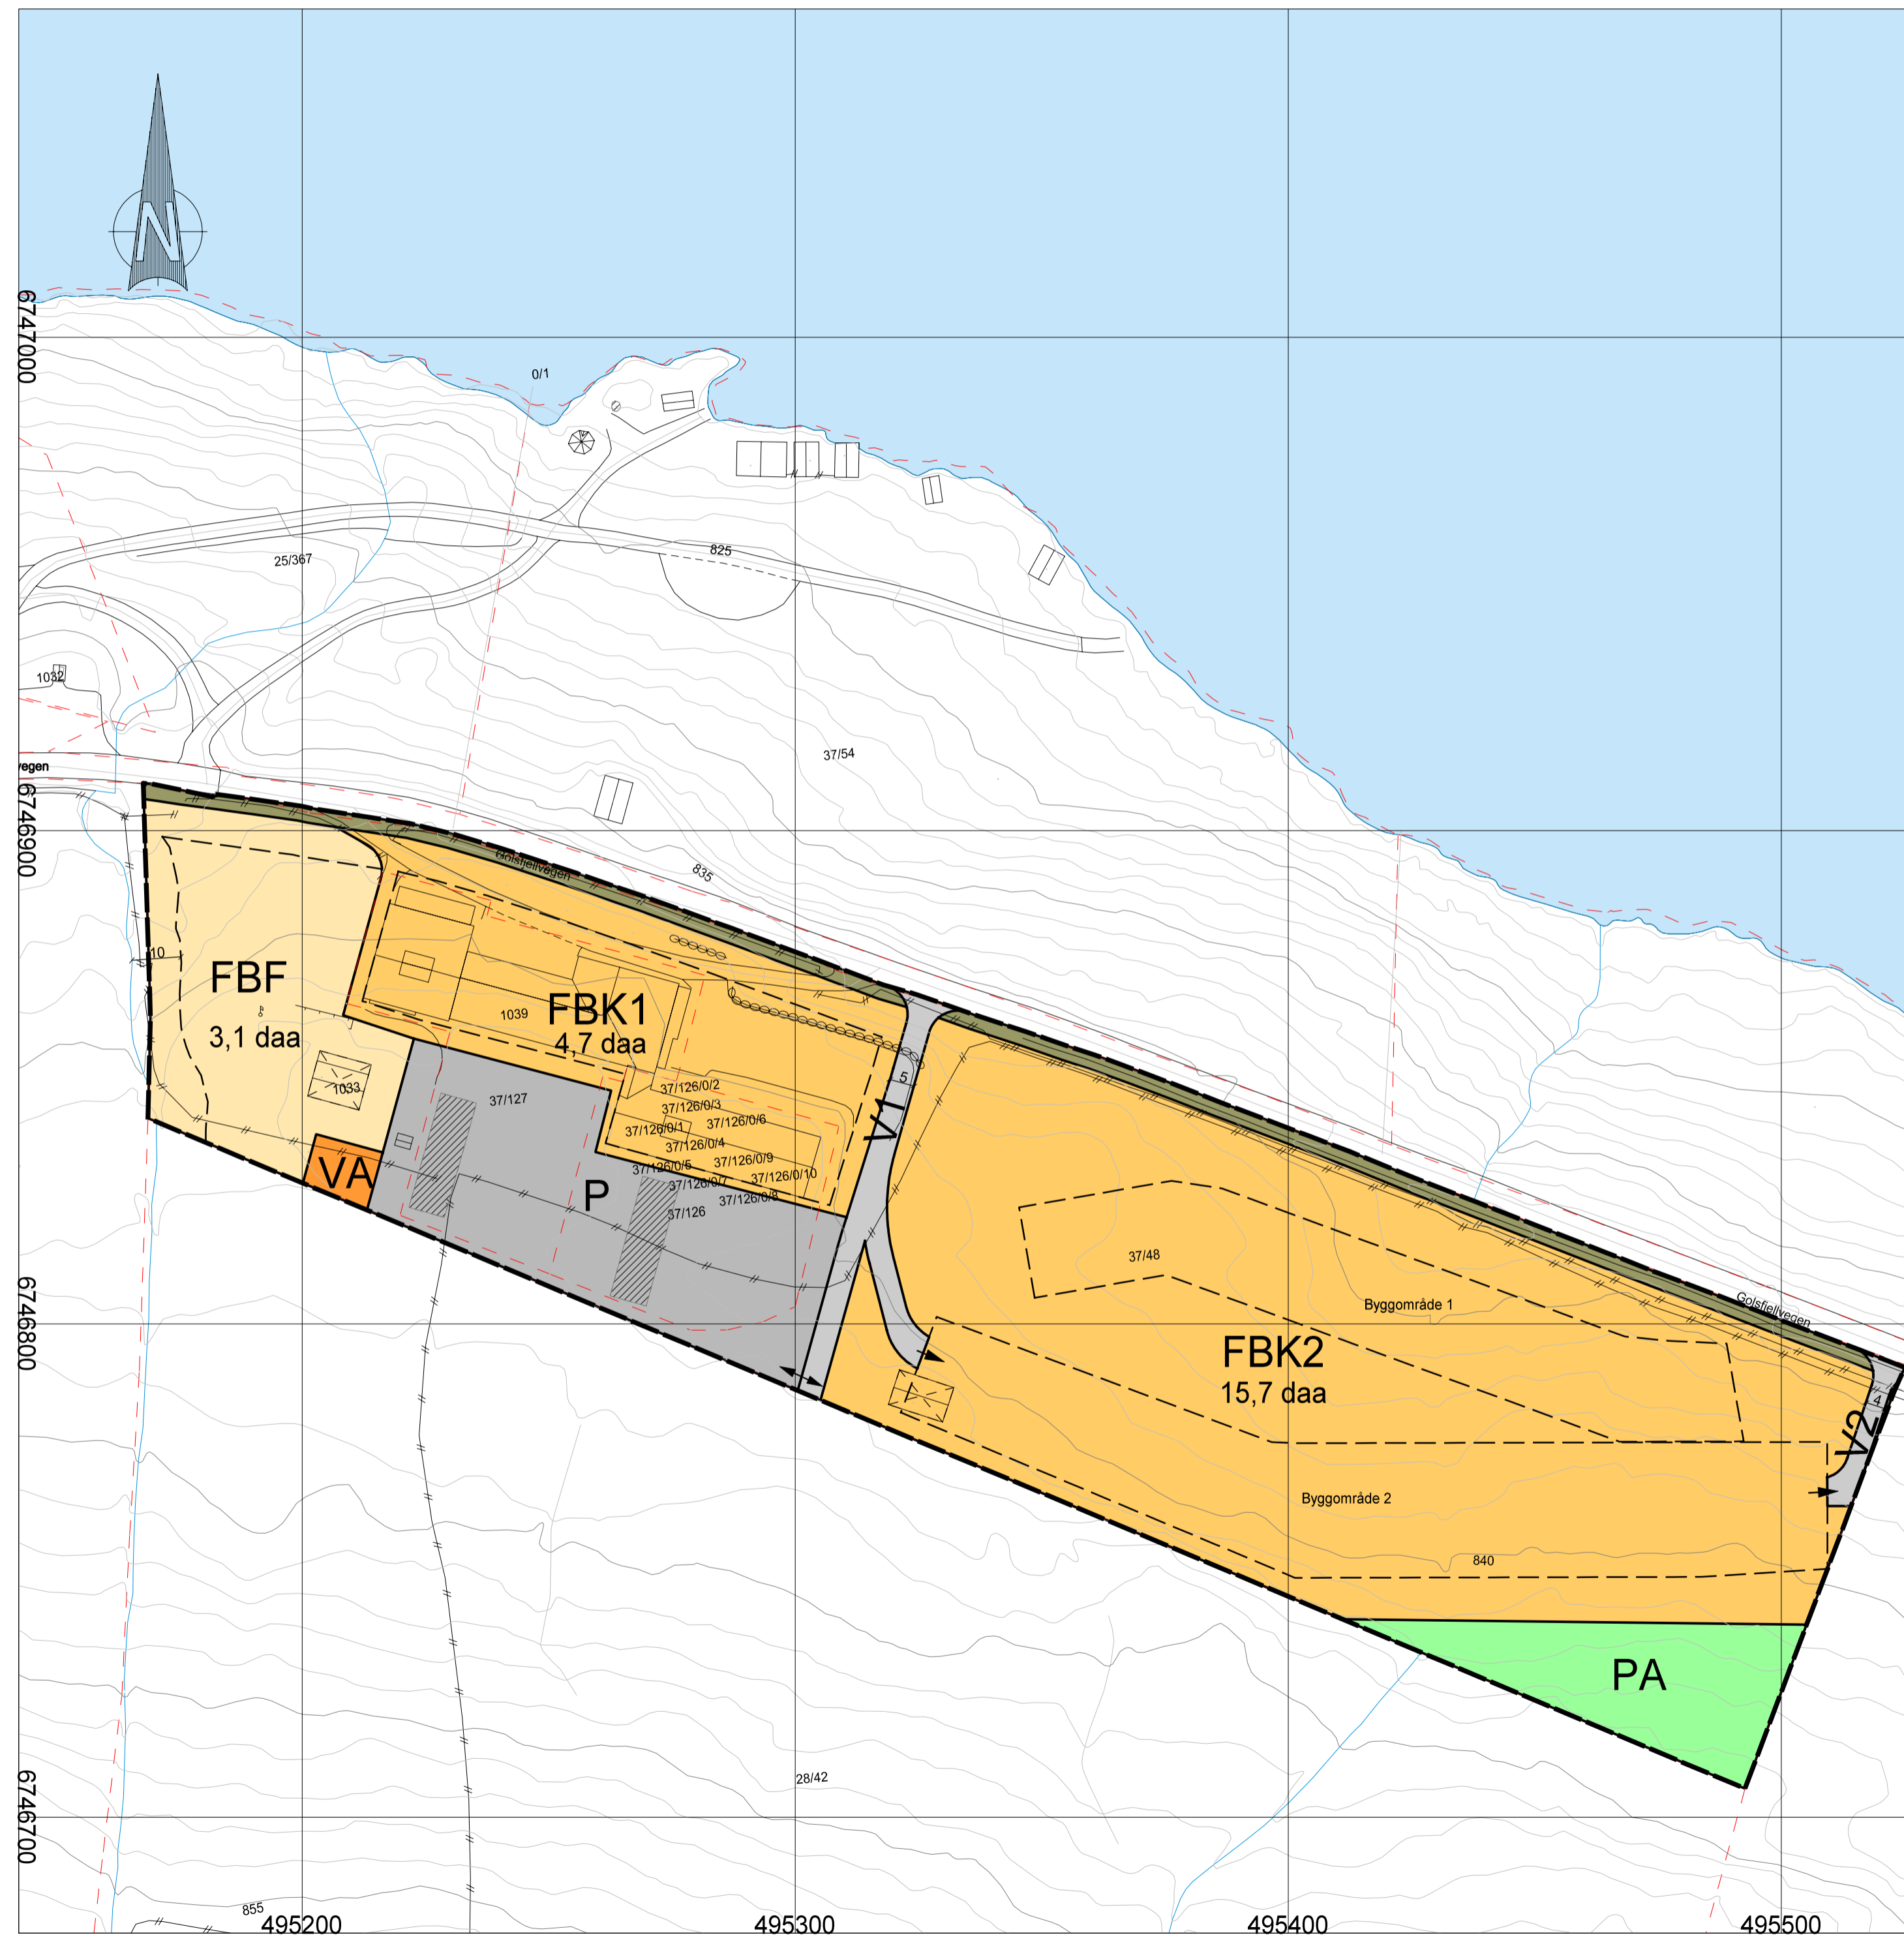 N
6747000
0/1
825
25/367
1032
37/54
vegen
6746900
Golsfjellvegen
835
10
FBF
3,1 daa
FBK1
4,7 daa
1039
5
V1
1033
37/127
37/126/0/2
37/126/0/3
37/126/0/6
37/126/0/1
37/126/0/4
37/126/0/9
37/126/0/5
37/126/0/10
37/126/0/7
37/126/0/8
37/126
VA
P
37/48
Byggområde 1
Golsfjellvegen
6746800
FBK2
15,7 daa
4
V2
Byggområde 2
840
PA
28/42
6746700
855
495200
495300
495400
495500